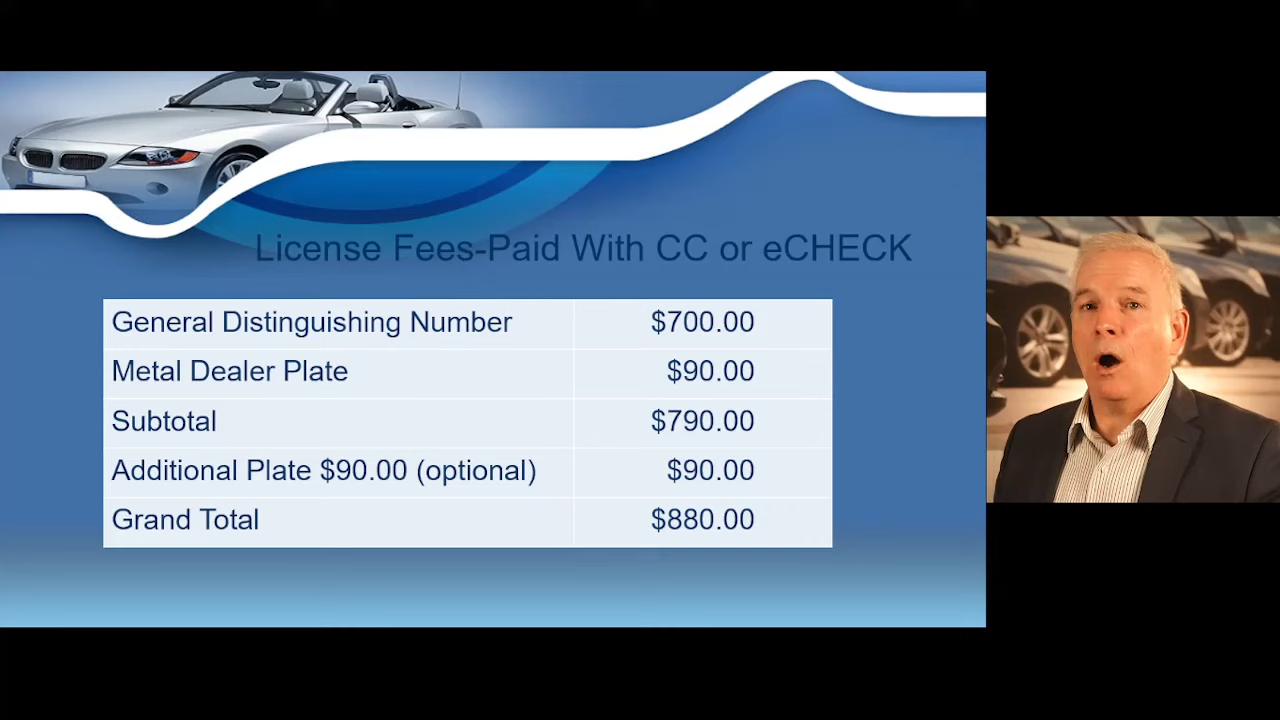 License Fees-Paid With CC or eCHECK
General Distinguishing Number $700.00
Metal Dealer Plate $90.00
Subtotal $790.00
Additional Plate $90.00 (optional) $90.00
Grand Total $880.00